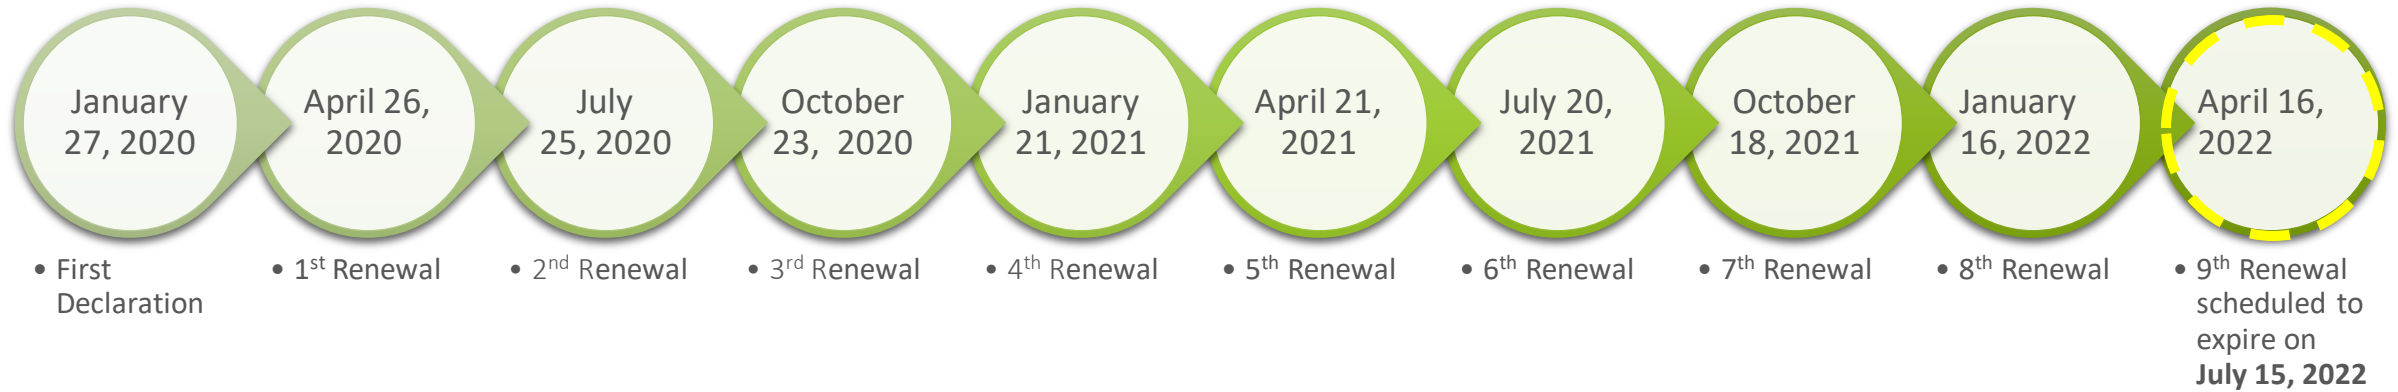 January
27, 2020
April 26,
2020
July
25, 2020
October
23,  2020
January
21, 2021
April 21,
2021
July 20,
2021
October
18, 2021
January
16, 2022
April 16,
2022
• First
Declaration
• 1st Renewal
• 2nd Renewal
• 3rd Renewal
• 4th Renewal
• 5th Renewal
• 6th Renewal
• 7th Renewal
• 8th Renewal
• 9th Renewal
scheduled to
expire on
July 15, 2022